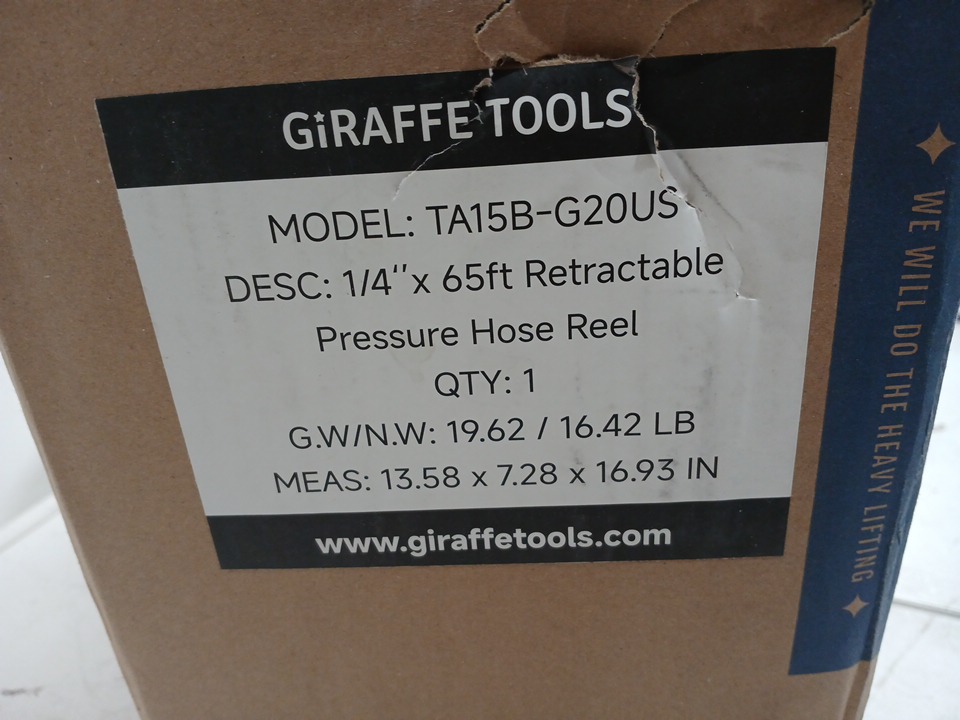 GiRAFFE TOOLS
MODEL: TA15B-G20US
DESC: 1/4''x 65ft Retractable
Pressure Hose Reel
QTY: 1
G.W/N.W: 19.62 / 16.42 LB
MEAS: 13.58 x 7.28 x 16.93 IN
www.giraffetools.com
WE WILL DO THE HEAVY LIFTING